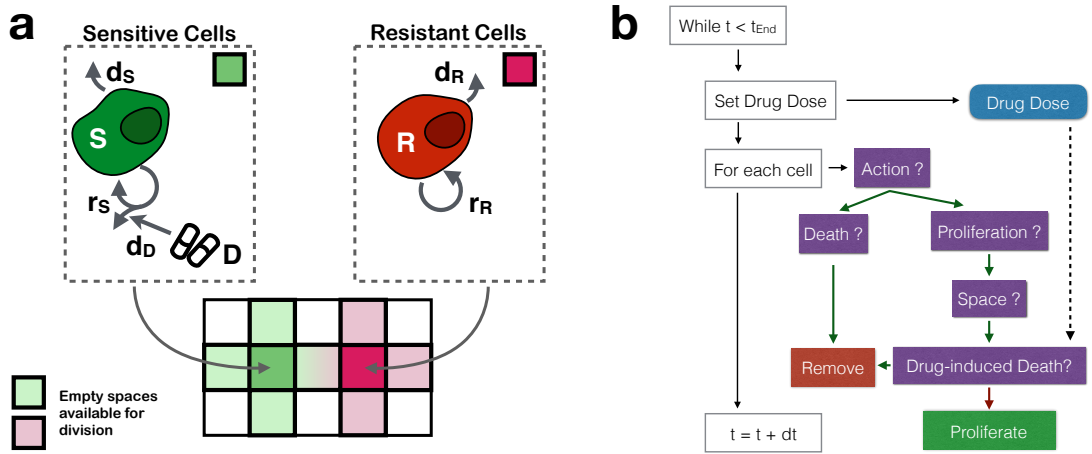 a
Sensitive Cells
dS
S
rS
dD
D
Resistant Cells
dR
R
rR
Empty spaces
available for
division
b
While t < tEnd
Set Drug Dose
Drug Dose
For each cell
Action ?
Death ?
Proliferation ?
Space ?
Remove
Drug-induced Death?
t = t + dt
Proliferate